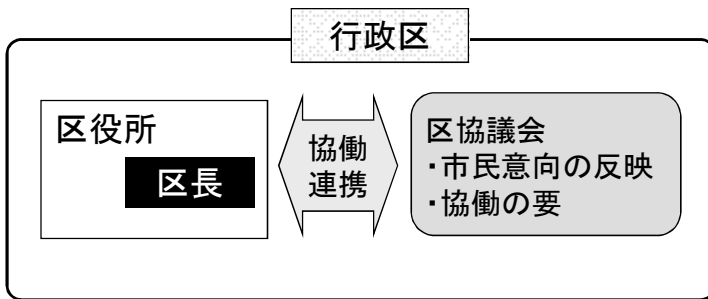 行政区
区役所
区長
協働
連携
区協議会
・市民意向の反映
・協働の要